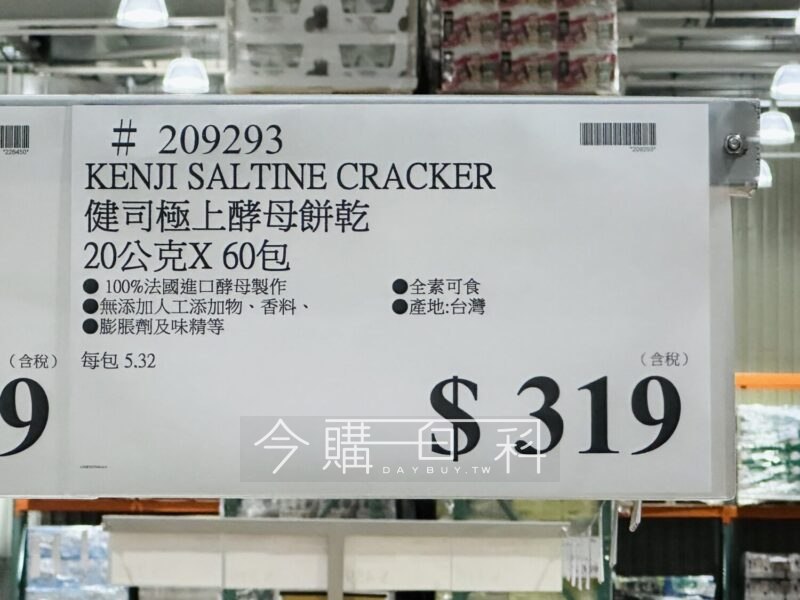 # 209293
KENJI SALTINE CRACKER
健司極上酵母餅乾
20公克X 60包
● 100%法國進口酵母製作
●無添加人工添加物、香料、
●膨脹劑及味精等
●全素可食
●產地:台灣
每包 5.32
(含稅)
$ 319
(含稅)
9
*226450*
*209293*
今購百科
DAYBUY.TW